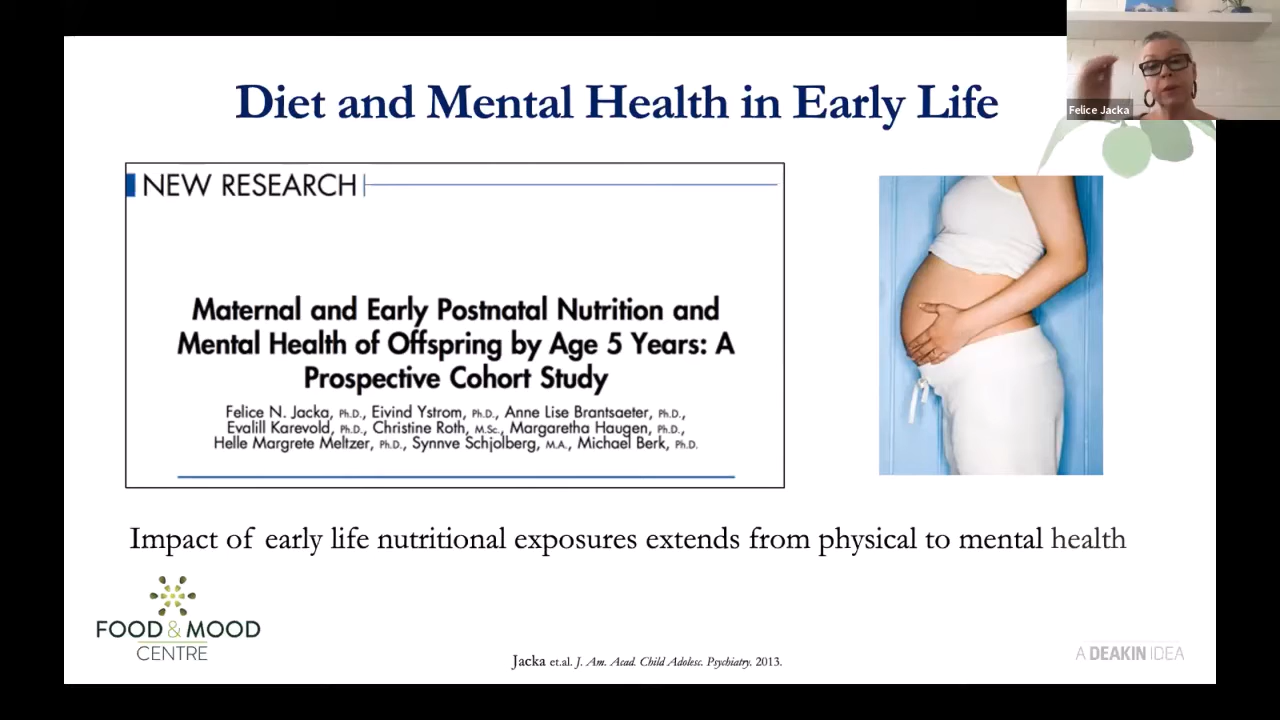 Diet and Mental Health in Early Life
Felice Jacka
NEW RESEARCH
Maternal and Early Postnatal Nutrition and
Mental Health of Offspring by Age 5 Years: A
Prospective Cohort Study
Felice N. Jacka, Ph.D., Eivind Ystrom, Ph.D., Anne Lise Brantsaeter, Ph.D.,
Evalill Karevold, Ph.D., Christine Roth, M.Sc., Margaretha Haugen, Ph.D.,
Helle Margrete Meltzer, Ph.D., Synnve Schjolberg, M.A., Michael Berk, Ph.D.
Impact of early life nutritional exposures extends from physical to mental health
FOOD & MOOD
CENTRE
Jacka et.al. J. Am. Acad. Child Adolesc. Psychiatry. 2013.
A DEAKIN IDEA